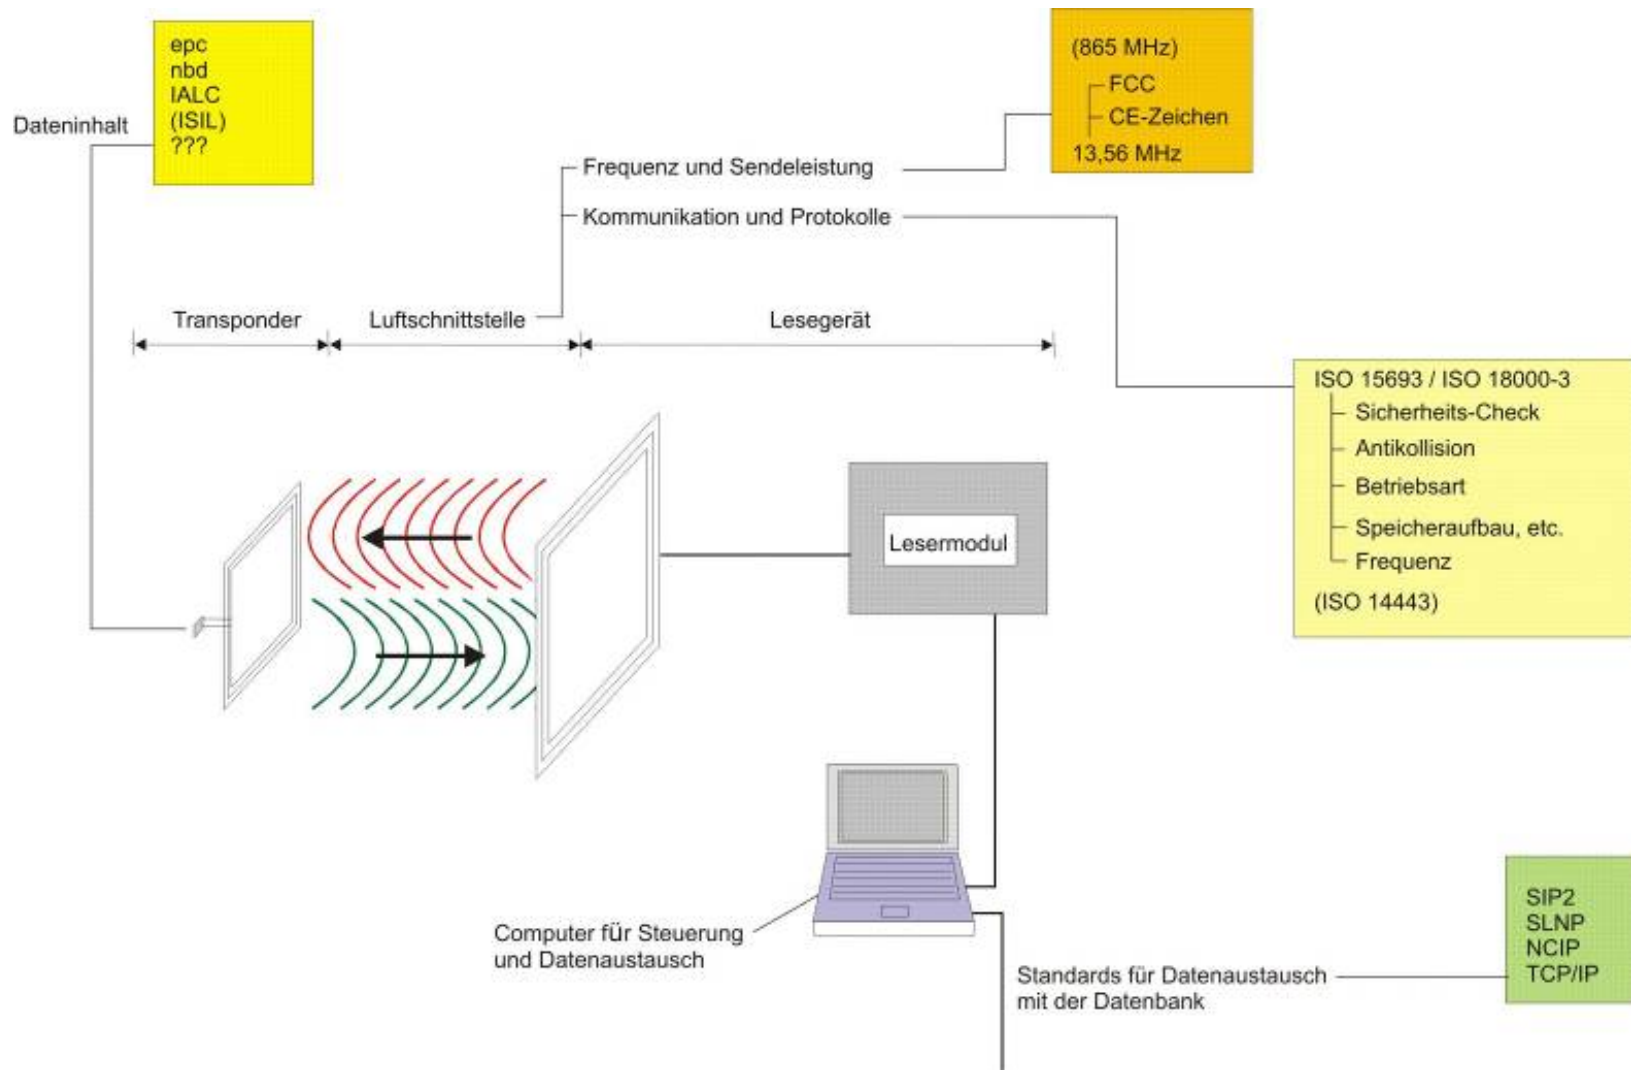 epc
nbd
IALC
(ISIL)
???
Dateninhalt
(865 MHz)
FCC
CE-Zeichen
13,56 MHz
Frequenz und Sendeleistung
Kommunikation und Protokolle
Transponder
Luftschnittstelle
Lesegerät
ISO 15693 / ISO 18000-3
Sicherheits-Check
Antikollision
Betriebsart
Speicheraufbau, etc.
Frequenz
(ISO 14443)
Lesermodul
Computer für Steuerung
und Datenaustausch
Standards für Datenaustausch
mit der Datenbank
SIP2
SLNP
NCIP
TCP/IP